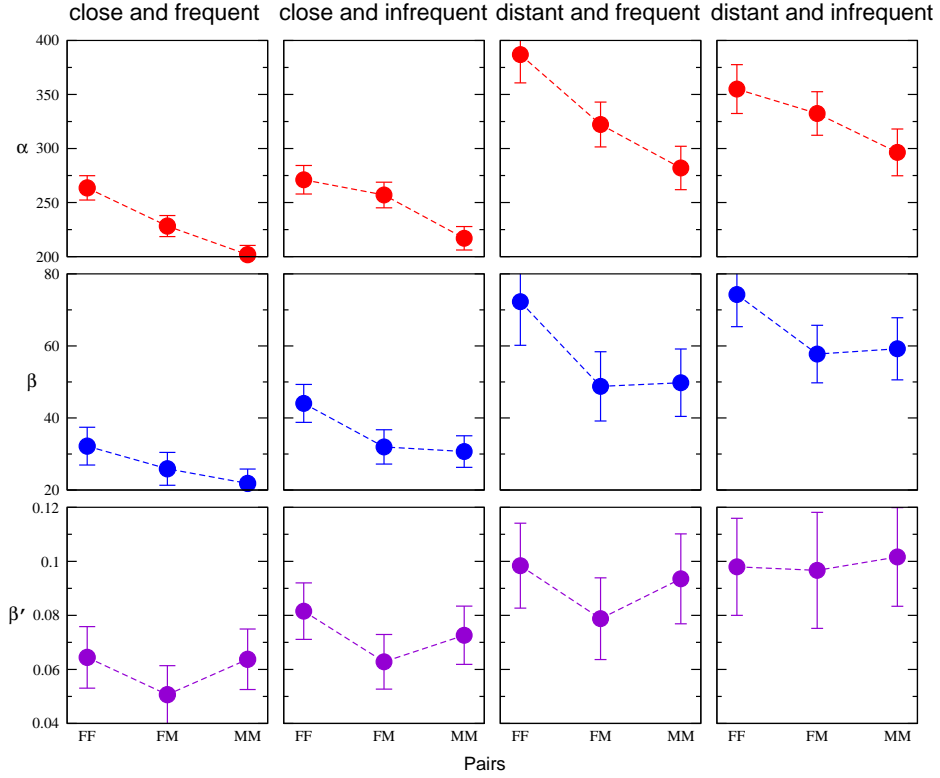 close and frequent close and infrequent distant and frequent distant and infrequent
400
350
α 300
250
200
80
60
β
40
20
0.12
0.1
β′ 0.08
0.06
0.04
FF FM MM FF FM MM FF FM MM FF FM MM
Pairs